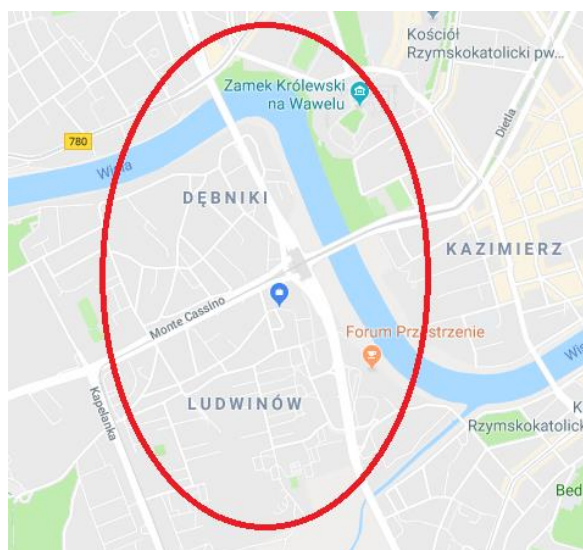 Kościół
Rzymskokatolicki pw...
Zamek Królewski
na Wawelu
Dietla
780
Wisła
DĘBNIKI
KAZIMIERZ
Monte Cassino
Forum Przestrzenie
Kapelanka
LUDWINÓW
Wis
K
Rzymskokatolick
Bed